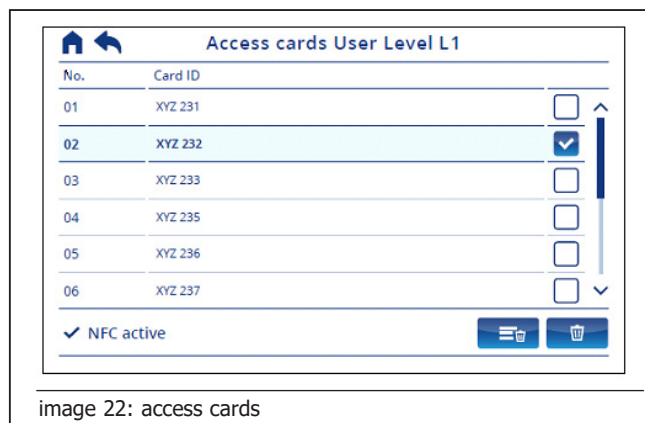 Access cards User Level L1
No. Card ID
01 XYZ 231
02 XYZ 232
03 XYZ 233
04 XYZ 235
05 XYZ 236
06 XYZ 237
NFC active
image 22: access cards